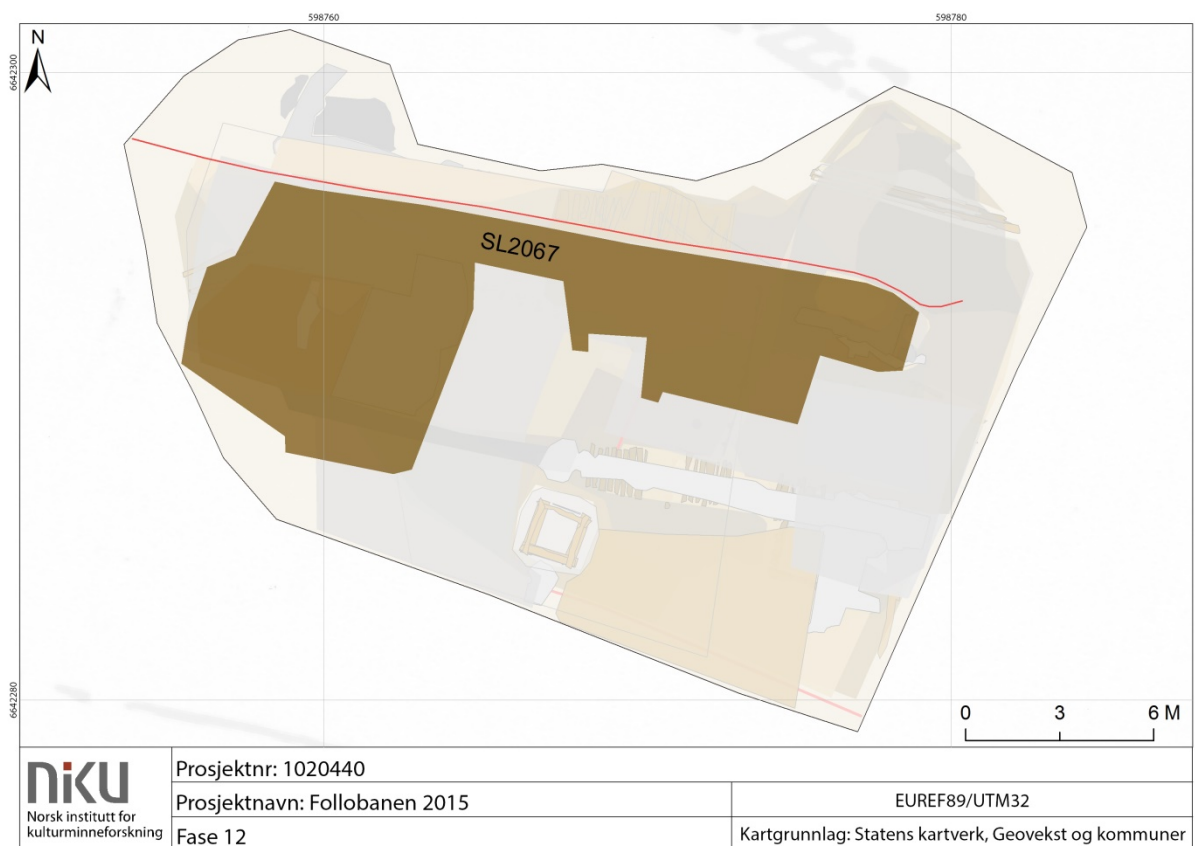 598760
598780
N
6642300
SL2067
6642280
0 3 6 M
NIKU
Norsk institutt for
kulturminneforskning
Prosjektnr: 1020440
Prosjektnavn: Follobanen 2015
EUREF89/UTM32
Fase 12
Kartgrunnlag: Statens kartverk, Geovekst og kommuner